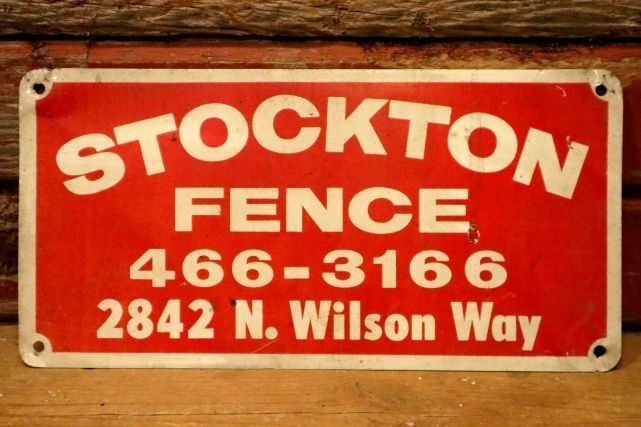 STOCKTON
FENCE
466-3166
2842 N. Wilson Way